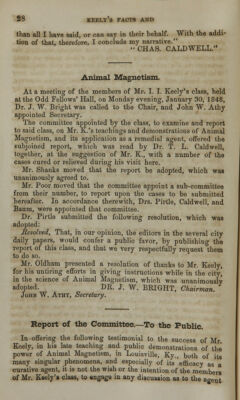 28 KEELY'S FACTS AND
than all I have said, or can say in their behalf. With the addi-
tion of that, therefore, I conclude my narrative."
"CHAS. CALDWELL."
Animal Magnetism.
At a meeting of the members of Mr. I. I. Keely's class, held
at the Odd Fellows' Hall, on Monday evening, January 30, 1848,
Dr. J. W. Bright was called to the Chair, and John W. Athy
appointed Secretary.
The committee appointed by the class, to examine and report
to said class, on Mr. K.'s teachings and demonstrations of Animal
Magnetism, and its application as a remedial agent, offered the
subjoined report, which was read by Dr. T. L. Caldwell,
together, at the suggestion of Mr. K., with a number of the
cases cured or relieved during his visit here.
Mr. Shanks moved that the report be adopted, which was
unanimously agreed to.
Mr. Poor moved that the committee appoint a sub-committee
from their number, to report upon the cases to be submitted
hereafter. In accordance therewith, Drs. Pirtle, Caldwell, and
were appointed that committee.
Dr. Pirtle submitted the following resolution, which was
adopted:
Resolved, That, in our opinion, the editors in the several city
daily papers, would confer a public favor, by publishing the
report of this class, and that we very respectfully request them
to do so.
Mr. Oldham presented a resolution of thanks to Mr. Keely,
for his untiring efforts in giving instructions while in the city,
in the science of Animal Magnetism, which was unanimously
adopted. DR. J. W. BRIGHT, Chairman.
JOHN W. ATHY, Secretary.
Report of the Committee.—To the Public.
In offering the following testimonial to the success of Mr.
Keely, in his late teaching and public demonstrations of the
power of Animal Magnetism, in Louisville, Ky., both of its
many singular phenomena, and especially of its efficacy as a
curative agent, it is not the wish or the intention of the members
of Mr. Keely's class, to engage in any discussion as to the agent